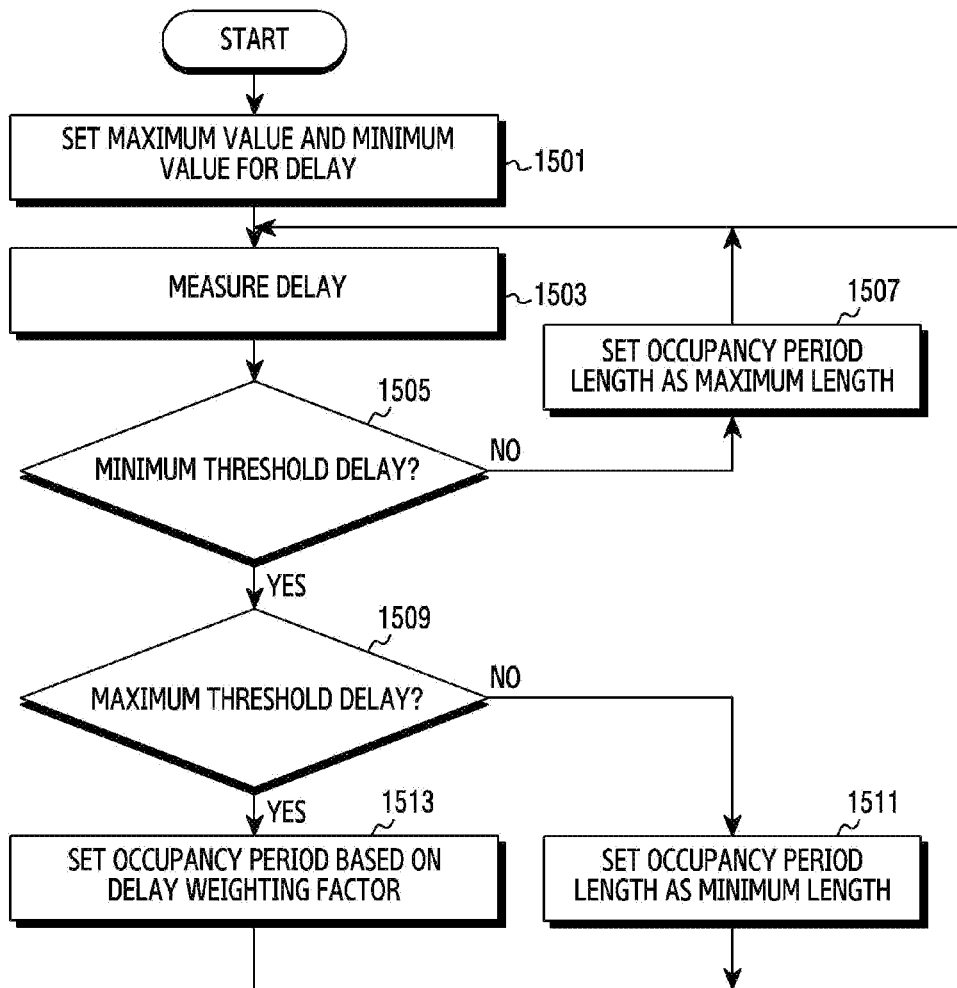 START
SET MAXIMUM VALUE AND MINIMUM
VALUE FOR DELAY
1501
MEASURE DELAY
1503
1507
SET OCCUPANCY PERIOD
LENGTH AS MAXIMUM LENGTH
1505
MINIMUM THRESHOLD DELAY?
NO
YES
1509
MAXIMUM THRESHOLD DELAY?
NO
YES
1513
SET OCCUPANCY PERIOD BASED ON
DELAY WEIGHTING FACTOR
1511
SET OCCUPANCY PERIOD
LENGTH AS MINIMUM LENGTH